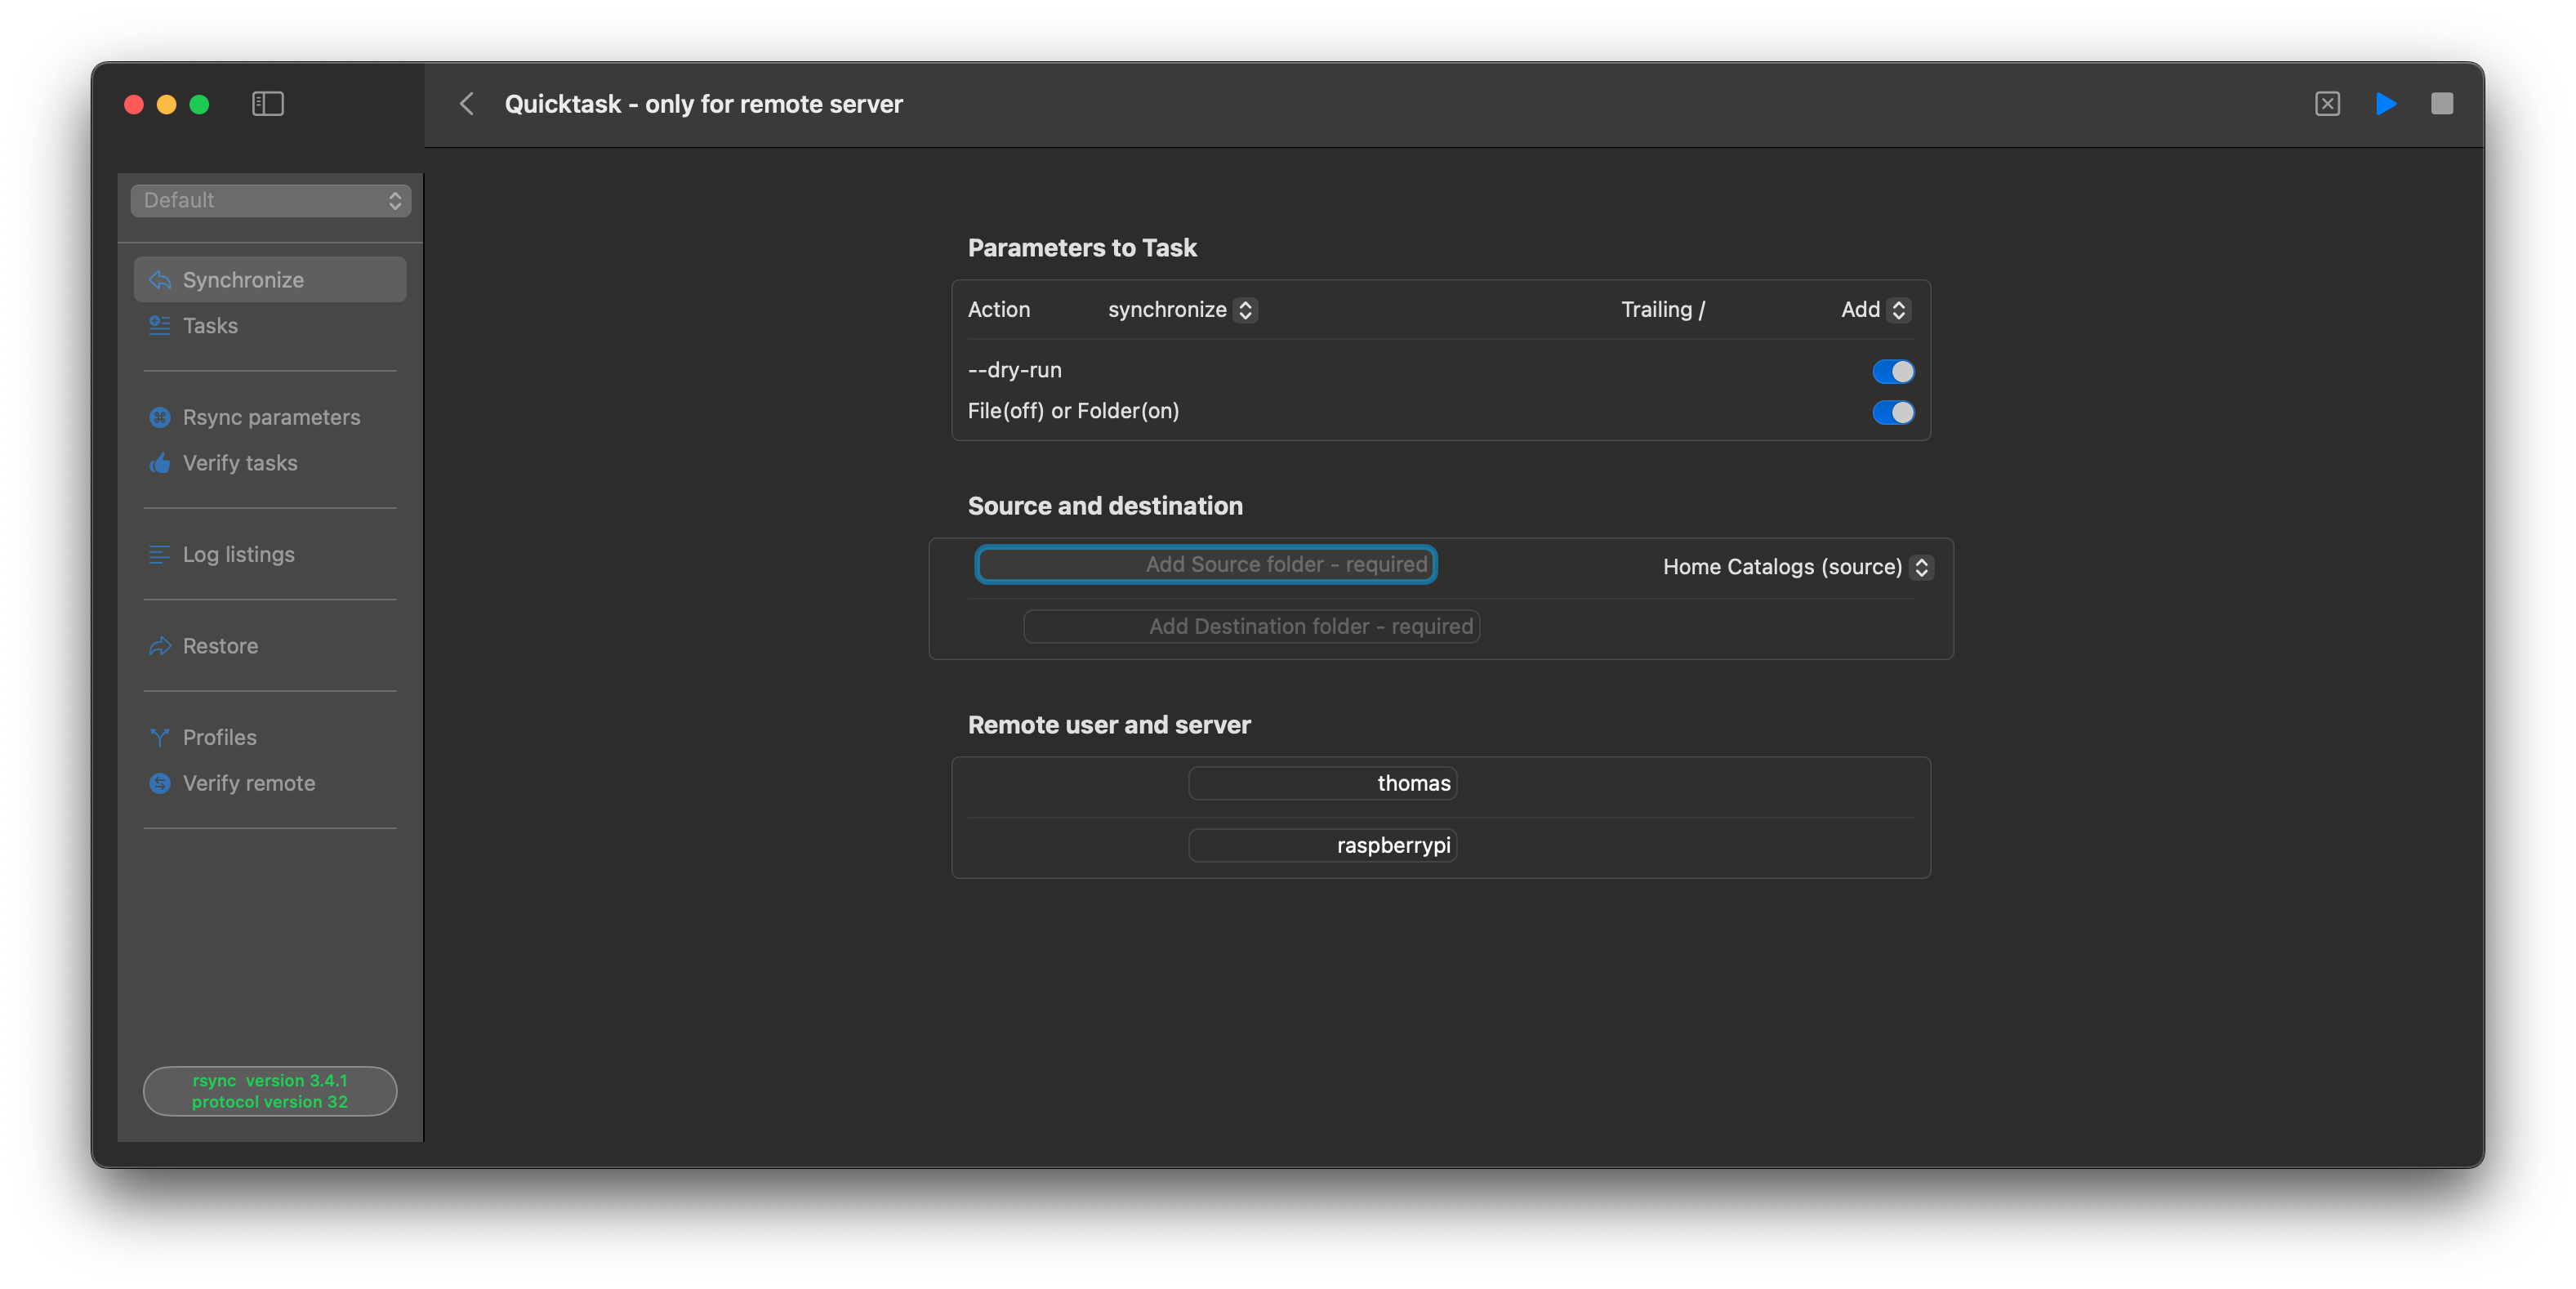 Quicktask - only for remote server
Default
Synchronize
Tasks
Rsync parameters
Verify tasks
Log listings
Restore
Profiles
Verify remote
rsync  version 3.4.1
protocol version 32
Parameters to Task
Action synchronize Trailing / Add
--dry-run
File(off) or Folder(on)
Source and destination
Add Source folder - required Home Catalogs (source)
Add Destination folder - required
Remote user and server
thomas
raspberrypi